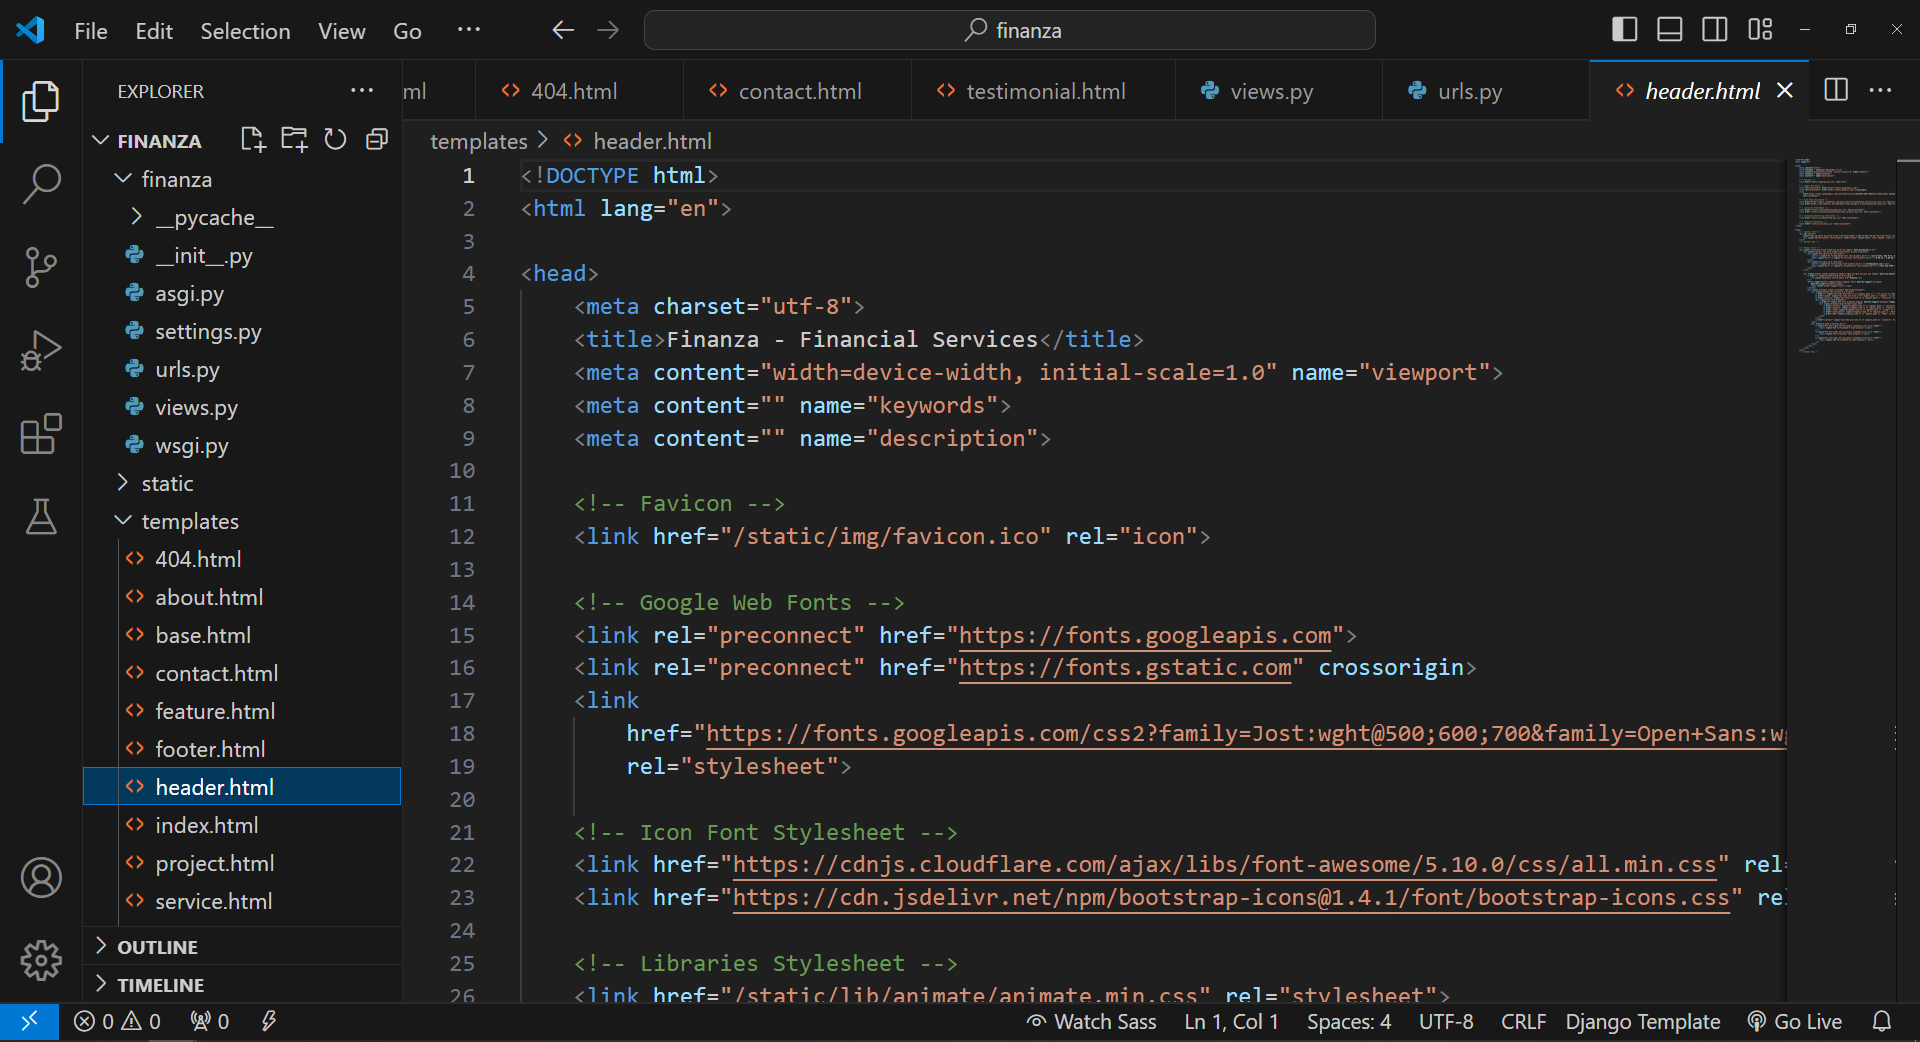 File Edit Selection View Go ··· finanza
EXPLORER ···
FINANZA
finanza
__pycache__
__init__.py
asgi.py
settings.py
urls.py
views.py
wsgi.py
static
templates
404.html
about.html
base.html
contact.html
feature.html
footer.html
header.html
index.html
project.html
service.html
OUTLINE
TIMELINE
ml 404.html contact.html testimonial.html views.py urls.py header.html
templates > header.html
1 <!DOCTYPE html>
2 <html lang="en">
3
4 <head>
5 <meta charset="utf-8">
6 <title>Finanza - Financial Services</title>
7 <meta content="width=device-width, initial-scale=1.0" name="viewport">
8 <meta content="" name="keywords">
9 <meta content="" name="description">
10
11 <!-- Favicon -->
12 <link href="/static/img/favicon.ico" rel="icon">
13
14 <!-- Google Web Fonts -->
15 <link rel="preconnect" href="https://fonts.googleapis.com">
16 <link rel="preconnect" href="https://fonts.gstatic.com" crossorigin>
17 <link
18 href="https://fonts.googleapis.com/css2?family=Jost:wght@500;600;700&family=Open+Sans:wg
19 rel="stylesheet">
20
21 <!-- Icon Font Stylesheet -->
22 <link href="https://cdnjs.cloudflare.com/ajax/libs/font-awesome/5.10.0/css/all.min.css" rel=
23 <link href="https://cdn.jsdelivr.net/npm/bootstrap-icons@1.4.1/font/bootstrap-icons.css" re
24
25 <!-- Libraries Stylesheet -->
26 <link href="/static/lib/animate/animate.min.css" rel="stylesheet">
0 0 0 Watch Sass Ln 1, Col 1 Spaces: 4 UTF-8 CRLF Django Template Go Live